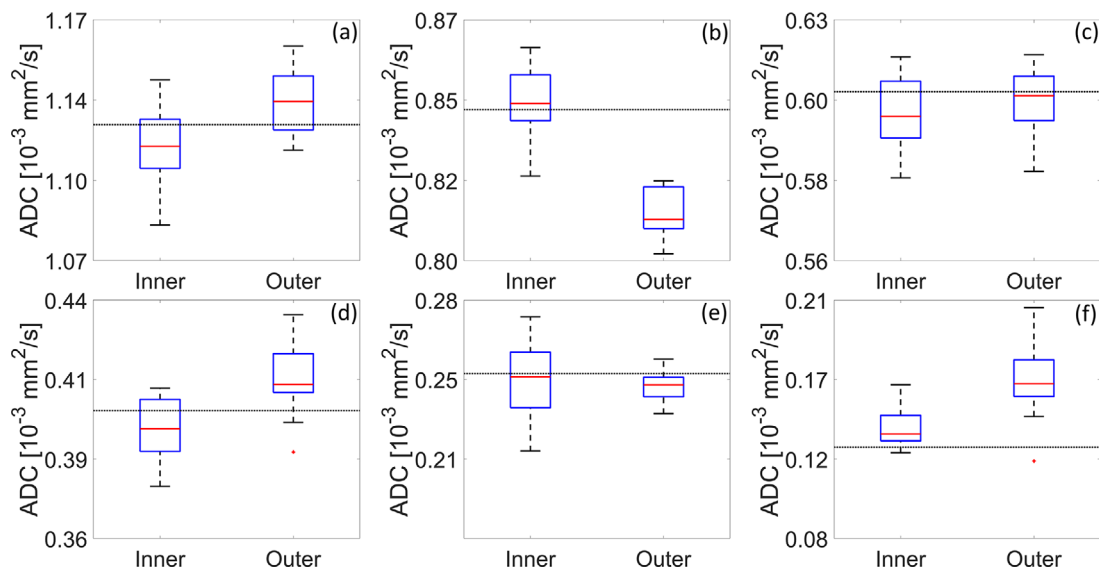 (a)
ADC [10⁻³ mm²/s]
1.17
1.14
1.10
1.07
Inner Outer
(b)
ADC [10⁻³ mm²/s]
0.87
0.85
0.82
0.80
Inner Outer
(c)
ADC [10⁻³ mm²/s]
0.63
0.60
0.58
0.56
Inner Outer
(d)
ADC [10⁻³ mm²/s]
0.44
0.41
0.39
0.36
Inner Outer
(e)
ADC [10⁻³ mm²/s]
0.28
0.25
0.21
Inner Outer
(f)
ADC [10⁻³ mm²/s]
0.21
0.17
0.12
0.08
Inner Outer